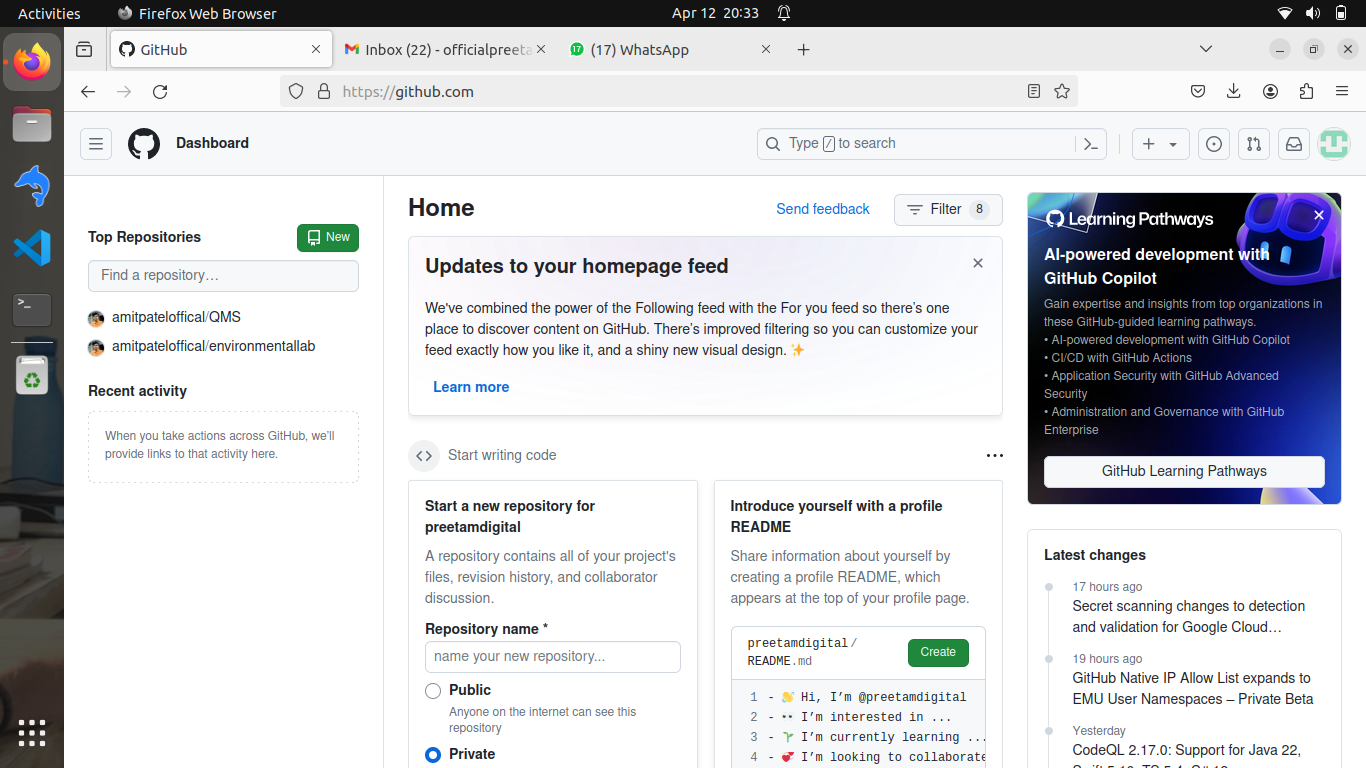 Activities
Firefox Web Browser
Apr 12 20:33
GitHub
Inbox (22) - officialpreeta
(17) WhatsApp
17
https://github.com
Dashboard
Type / to search
Top Repositories
New
Find a repository…
amitpateloffical/QMS
amitpateloffical/environmentallab
Recent activity
When you take actions across GitHub, we'll
provide links to that activity here.
Home
Send feedback
Filter 8
Updates to your homepage feed
We've combined the power of the Following feed with the For you feed so there's one
place to discover content on GitHub. There's improved filtering so you can customize your
feed exactly how you like it, and a shiny new visual design. ✨
Learn more
Start writing code
Start a new repository for
preetamdigital
A repository contains all of your project's
files, revision history, and collaborator
discussion.
Repository name *
name your new repository...
Public
Anyone on the internet can see this
repository
Private
Introduce yourself with a profile
README
Share information about yourself by
creating a profile README, which
appears at the top of your profile page.
preetamdigital /
README.md
Create
1 - 👋 Hi, I'm @preetamdigital
2 - 👀 I'm interested in ...
3 - 🌱 I'm currently learning ...
4 - 💞️ I'm looking to collaborate
Learning Pathways
AI-powered development with
GitHub Copilot
Gain expertise and insights from top organizations in
these GitHub-guided learning pathways.
• AI-powered development with GitHub Copilot
• CI/CD with GitHub Actions
• Application Security with GitHub Advanced
Security
• Administration and Governance with GitHub
Enterprise
GitHub Learning Pathways
Latest changes
17 hours ago
Secret scanning changes to detection
and validation for Google Cloud…
19 hours ago
GitHub Native IP Allow List expands to
EMU User Namespaces – Private Beta
Yesterday
CodeQL 2.17.0: Support for Java 22,